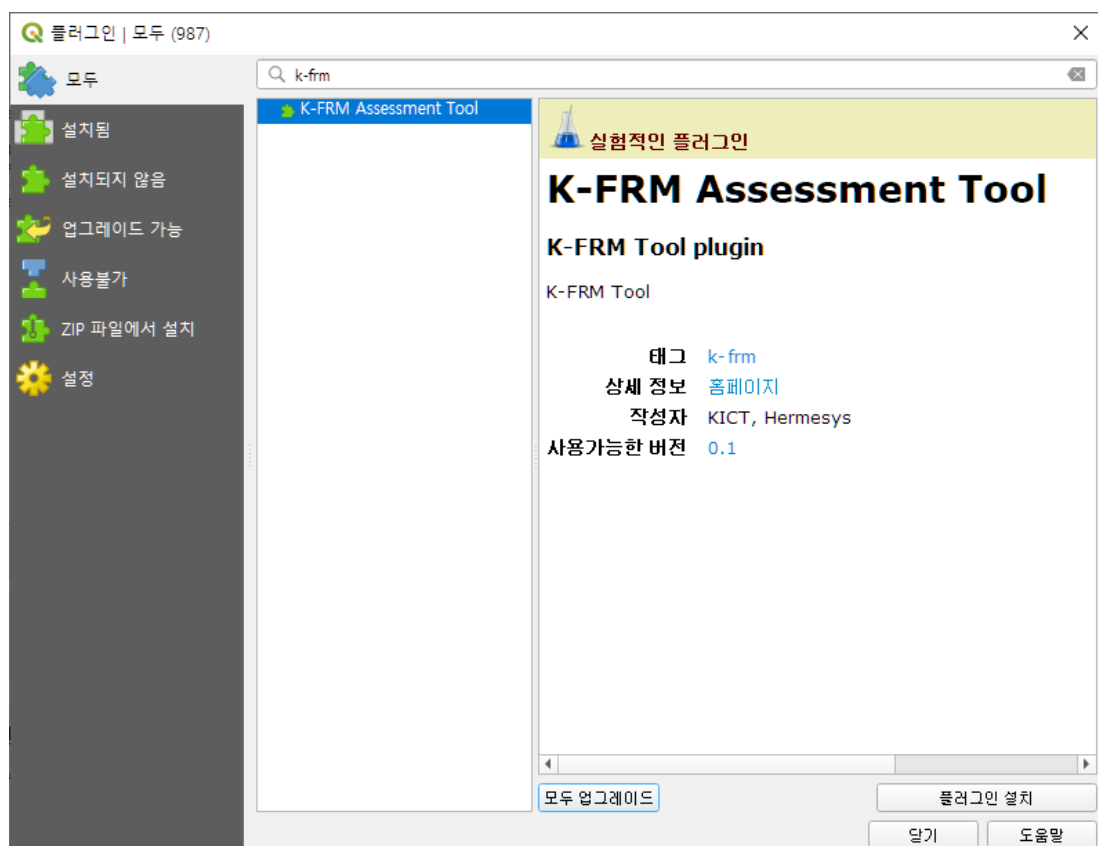 플러그인 | 모두 (987)
모두
설치됨
설치되지 않음
업그레이드 가능
사용불가
ZIP 파일에서 설치
설정
k-frm
K-FRM Assessment Tool
실험적인 플러그인
K-FRM Assessment Tool
K-FRM Tool plugin
K-FRM Tool
태그 k-frm
상세 정보 홈페이지
작성자 KICT, Hermesys
사용가능한 버전 0.1
모두 업그레이드
플러그인 설치
닫기
도움말